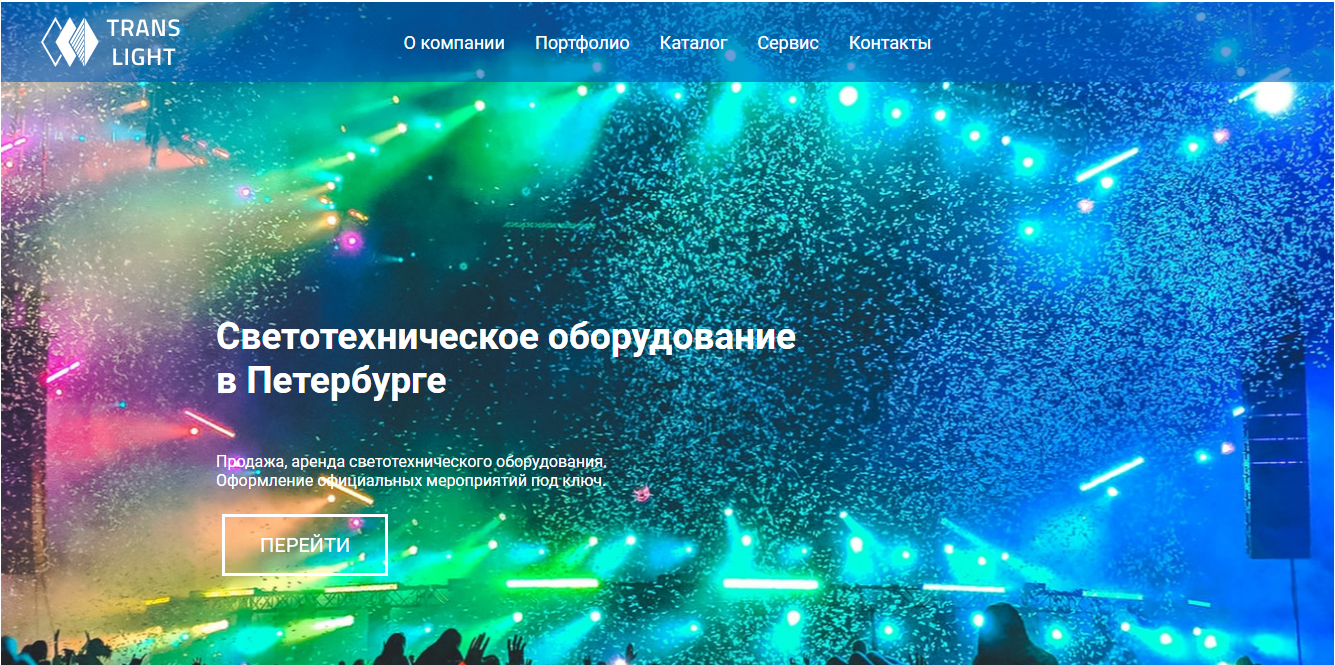 TRANS
LIGHT
О компании Портфолио Каталог Сервис Контакты
Светотехническое оборудование
в Петербурге
Продажа, аренда светотехнического оборудования.
Оформление официальных мероприятий под ключ.
ПЕРЕЙТИ